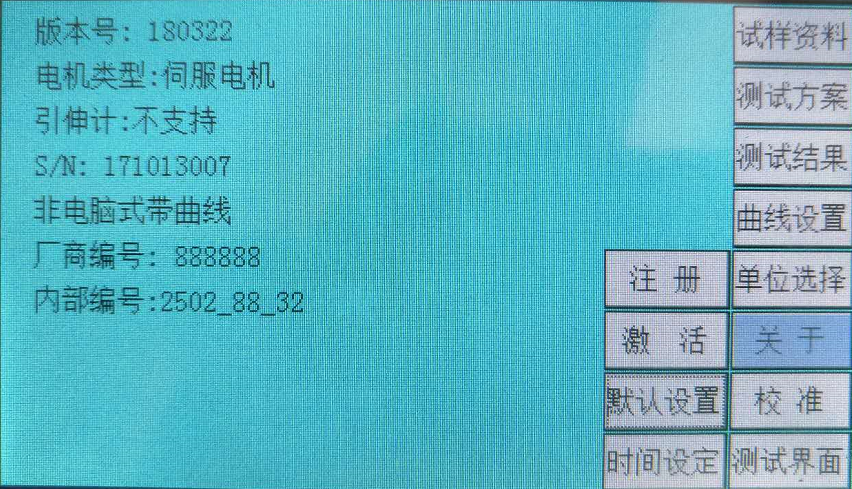 版本号: 180322
电机类型:伺服电机
引伸计:不支持
S/N: 171013007
非电脑式带曲线
厂商编号: 888888
内部编号:2502_88_32
试样资料
测试方案
测试结果
曲线设置
注 册
单位选择
激 活
关 于
默认设置
校 准
时间设定
测试界面